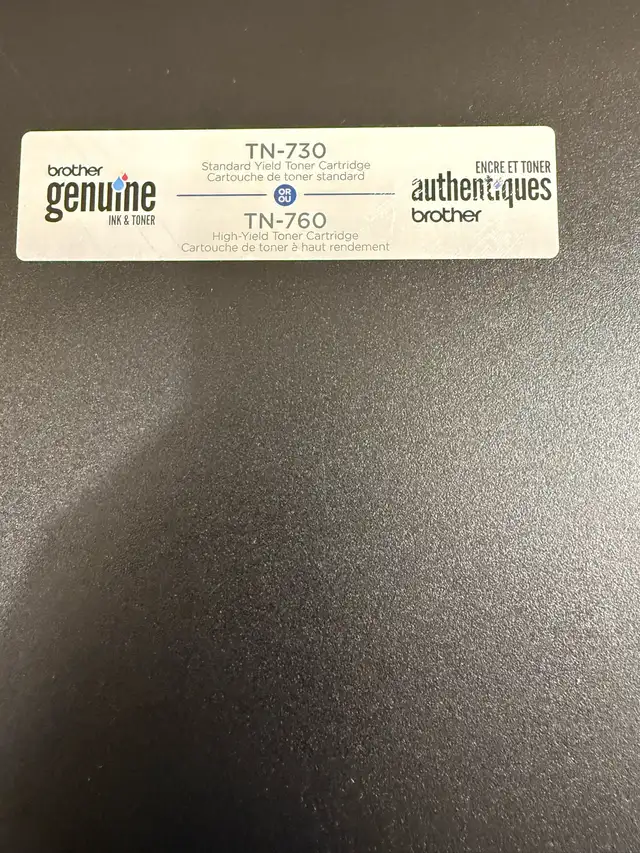 brother
genuine
INK & TONER
TN-730
Standard Yield Toner Cartridge
Cartouche de toner standard
OR
OU
TN-760
High-Yield Toner Cartridge
Cartouche de toner à haut rendement
ENCRE ET TONER
authentiques
brother